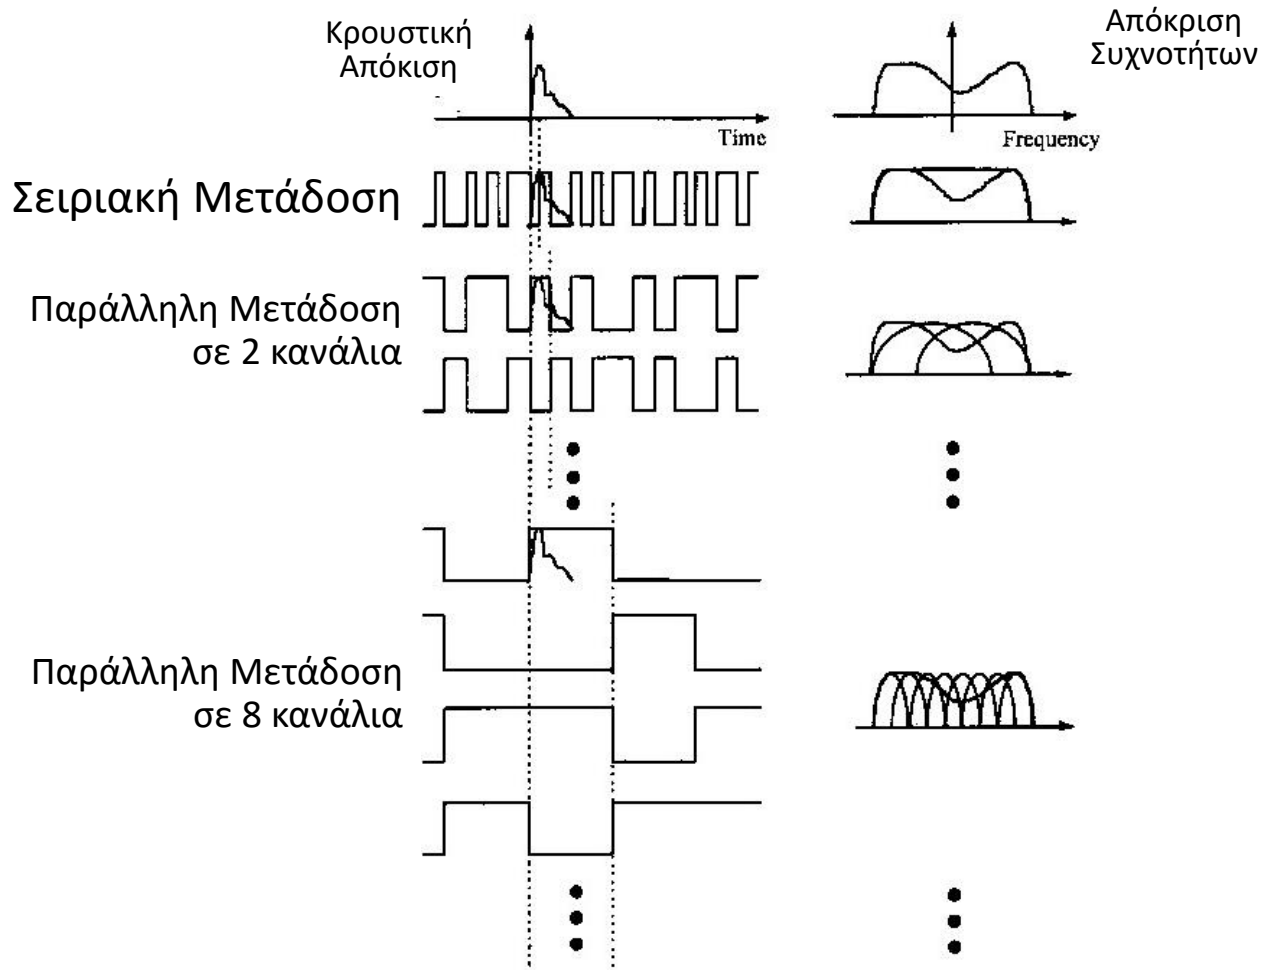 Κρουστική
Απόκιση
Απόκριση
Συχνοτήτων
Time
Frequency
Σειριακή Μετάδοση
Παράλληλη Μετάδοση
σε 2 κανάλια
Παράλληλη Μετάδοση
σε 8 κανάλια